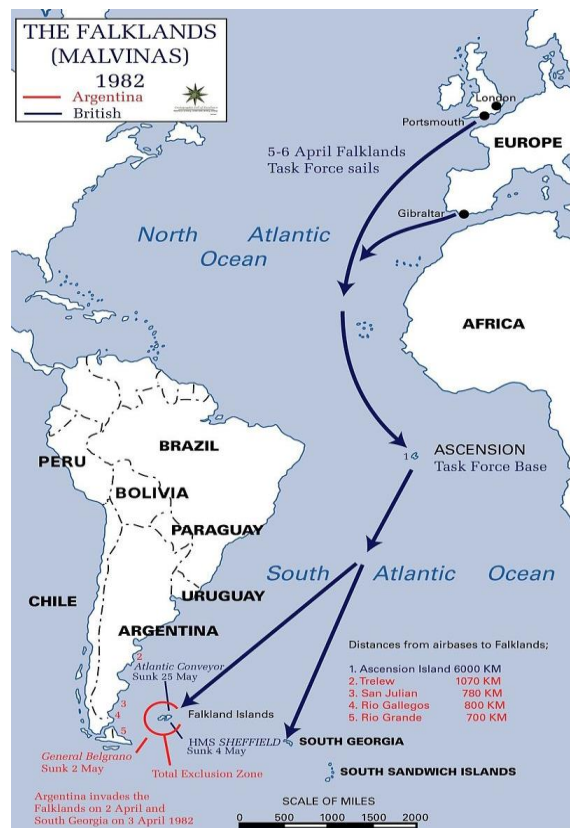 THE FALKLANDS
(MALVINAS)
1982
Argentina
British
London
Portsmouth
EUROPE
5-6 April Falklands
Task Force sails
Gibraltar
North Atlantic
Ocean
AFRICA
BRAZIL
PERU
1 ASCENSION
Task Force Base
BOLIVIA
PARAGUAY
South Atlantic Ocean
CHILE
URUGUAY
ARGENTINA
2
Distances from airbases to Falklands;
1. Ascension Island 6000 KM
2. Trelew 1070 KM
3. San Julian 780 KM
4. Rio Gallegos 800 KM
5. Rio Grande 700 KM
Atlantic Conveyor
Sunk 25 May
3
4
5
Falkland Islands
HMS SHEFFIELD
Sunk 4 May
SOUTH GEORGIA
General Belgrano
Sunk 2 May
Total Exclusion Zone
SOUTH SANDWICH ISLANDS
Argentina invades the
Falklands on 2 April and
South Georgia on 3 April 1982
SCALE OF MILES
0 500 1000 1500 2000